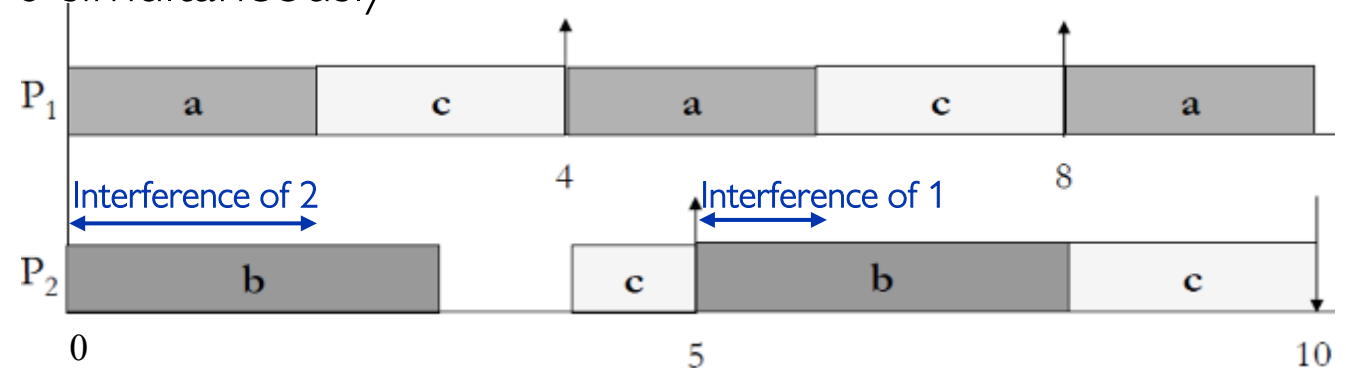 P1 a c a c a
4 8
Interference of 2 Interference of 1
P2 b c b c
0 5 10